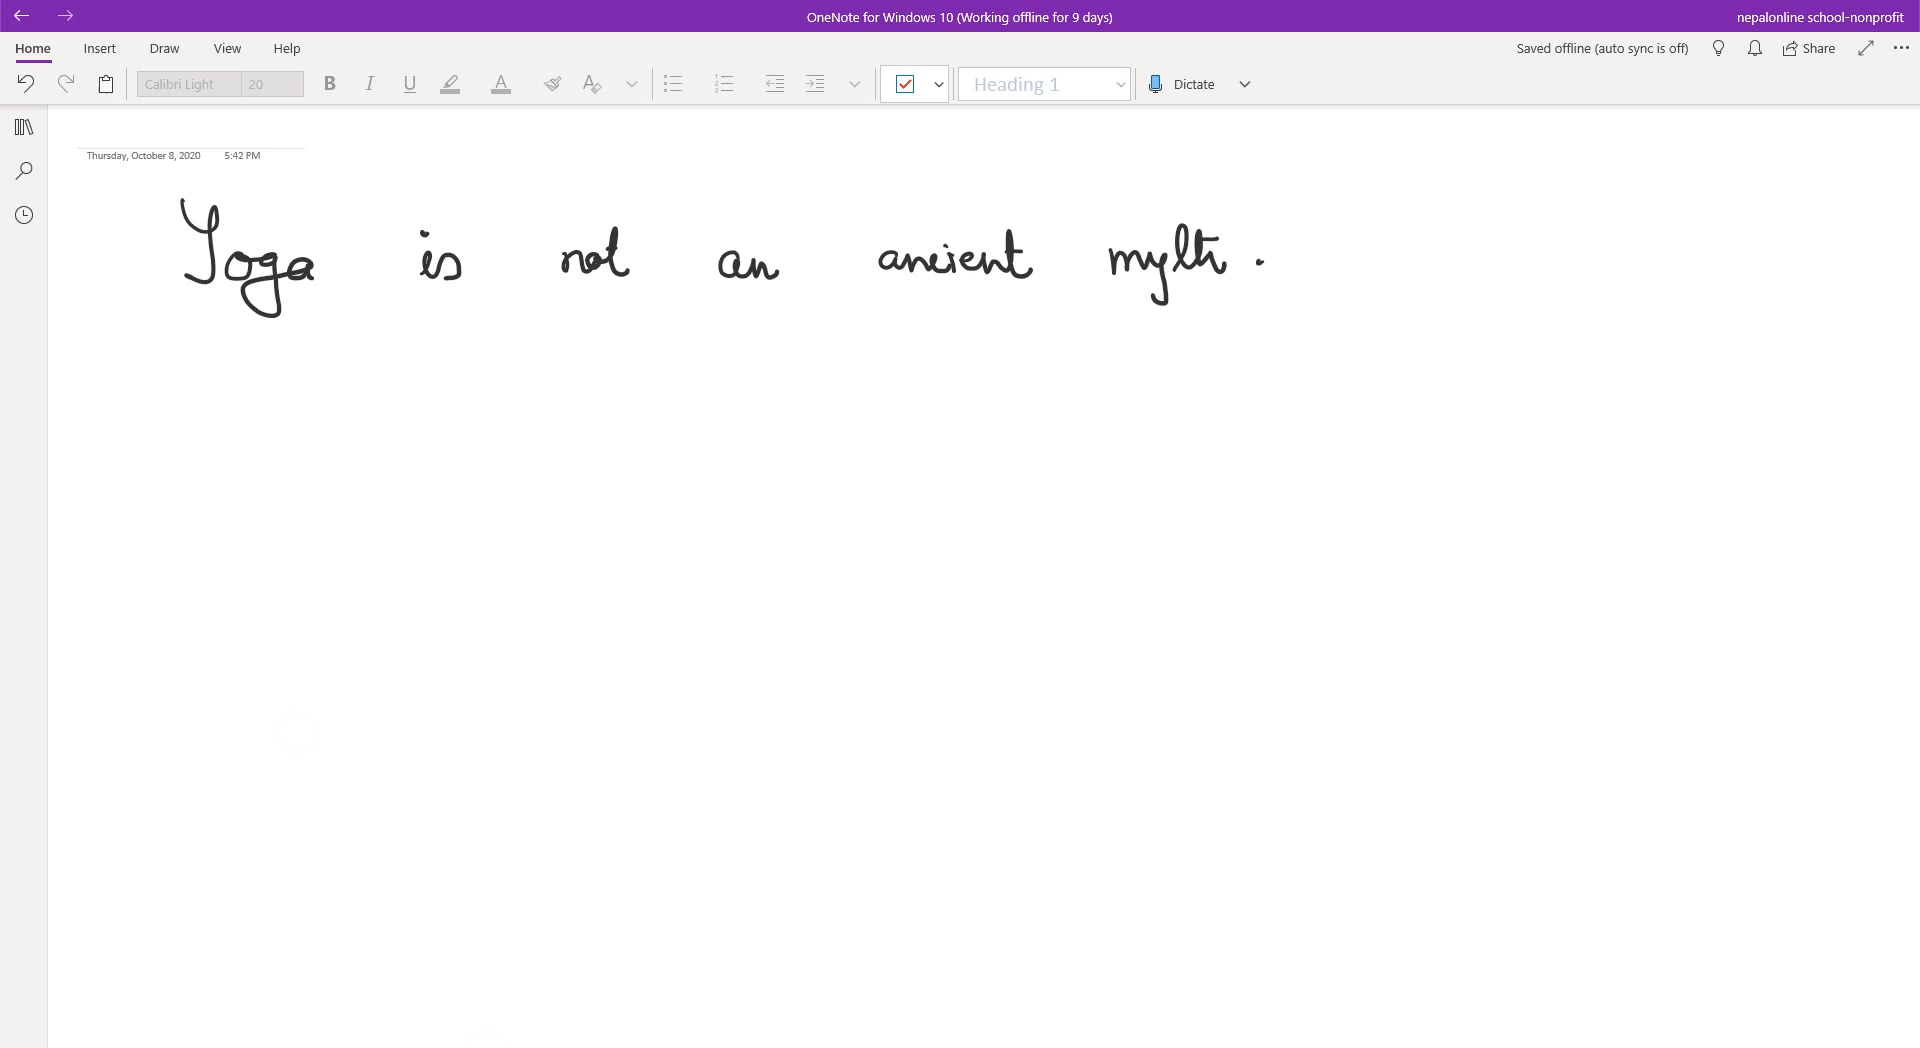 OneNote for Windows 10 (Working offline for 9 days)
nepalonline school-nonprofit
Home Insert Draw View Help
Saved offline (auto sync is off) Share
Calibri Light 20 B I U A A Heading 1 Dictate
Thursday, October 8, 2020 5:42 PM
Yoga is not an ancient myth.